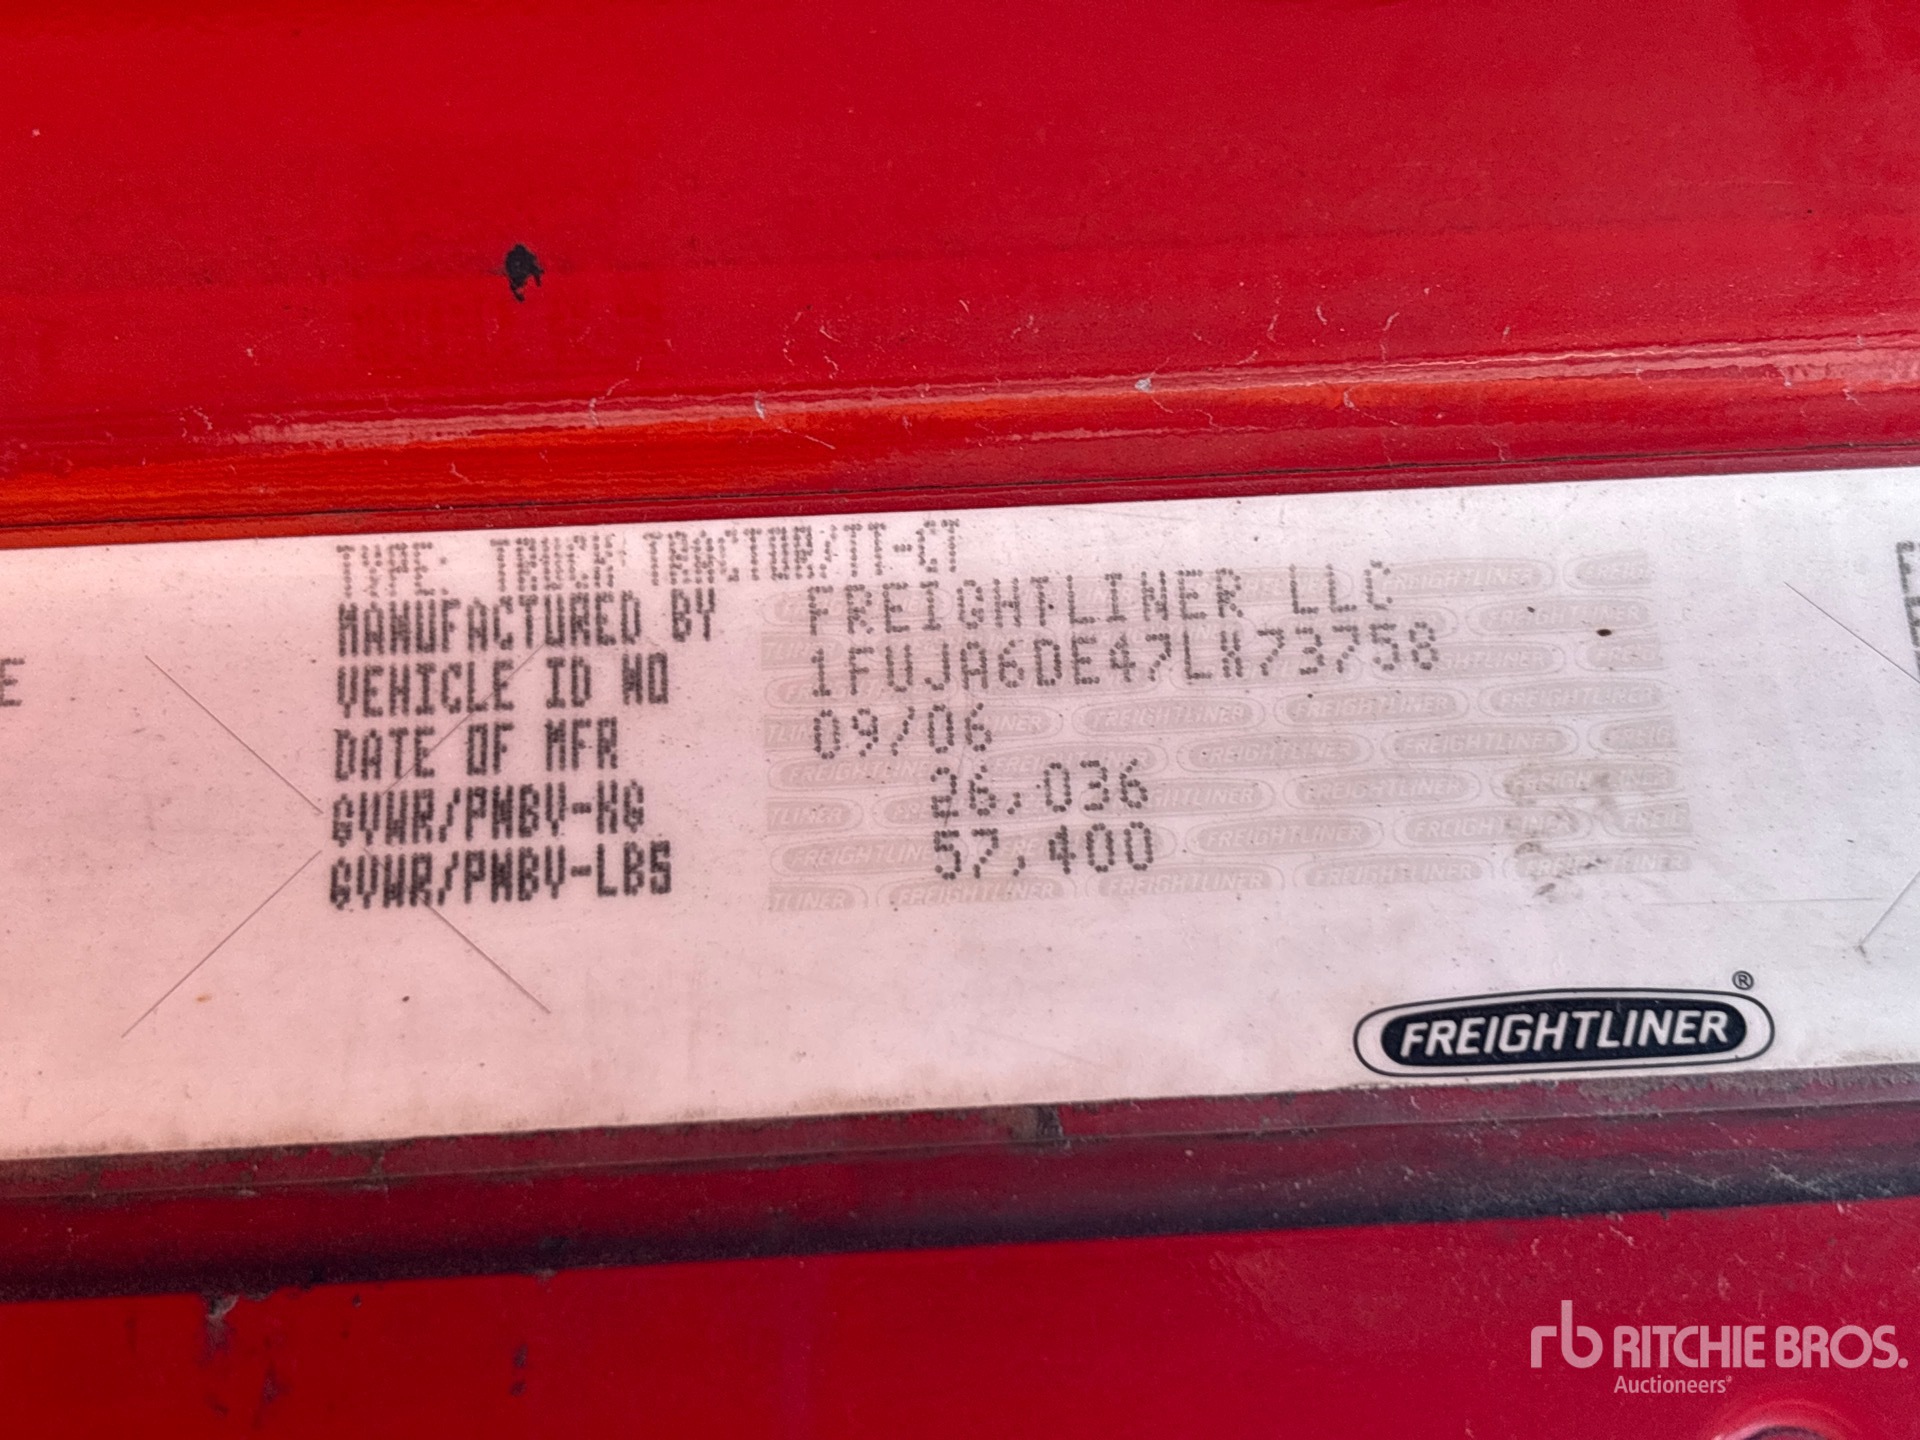 TYPE: TRUCK TRACTOR/TT-CT
MANUFACTURED BY FREIGHTLINER LLC
VEHICLE ID NO 1FUJA6DE47LX73758
DATE OF MFR 09/06
GVWR/PNBV-KG 26,036
GVWR/PNBV-LBS 57,400
E
FREIGHTLINER®
rb RITCHIE BROS.
Auctioneers®